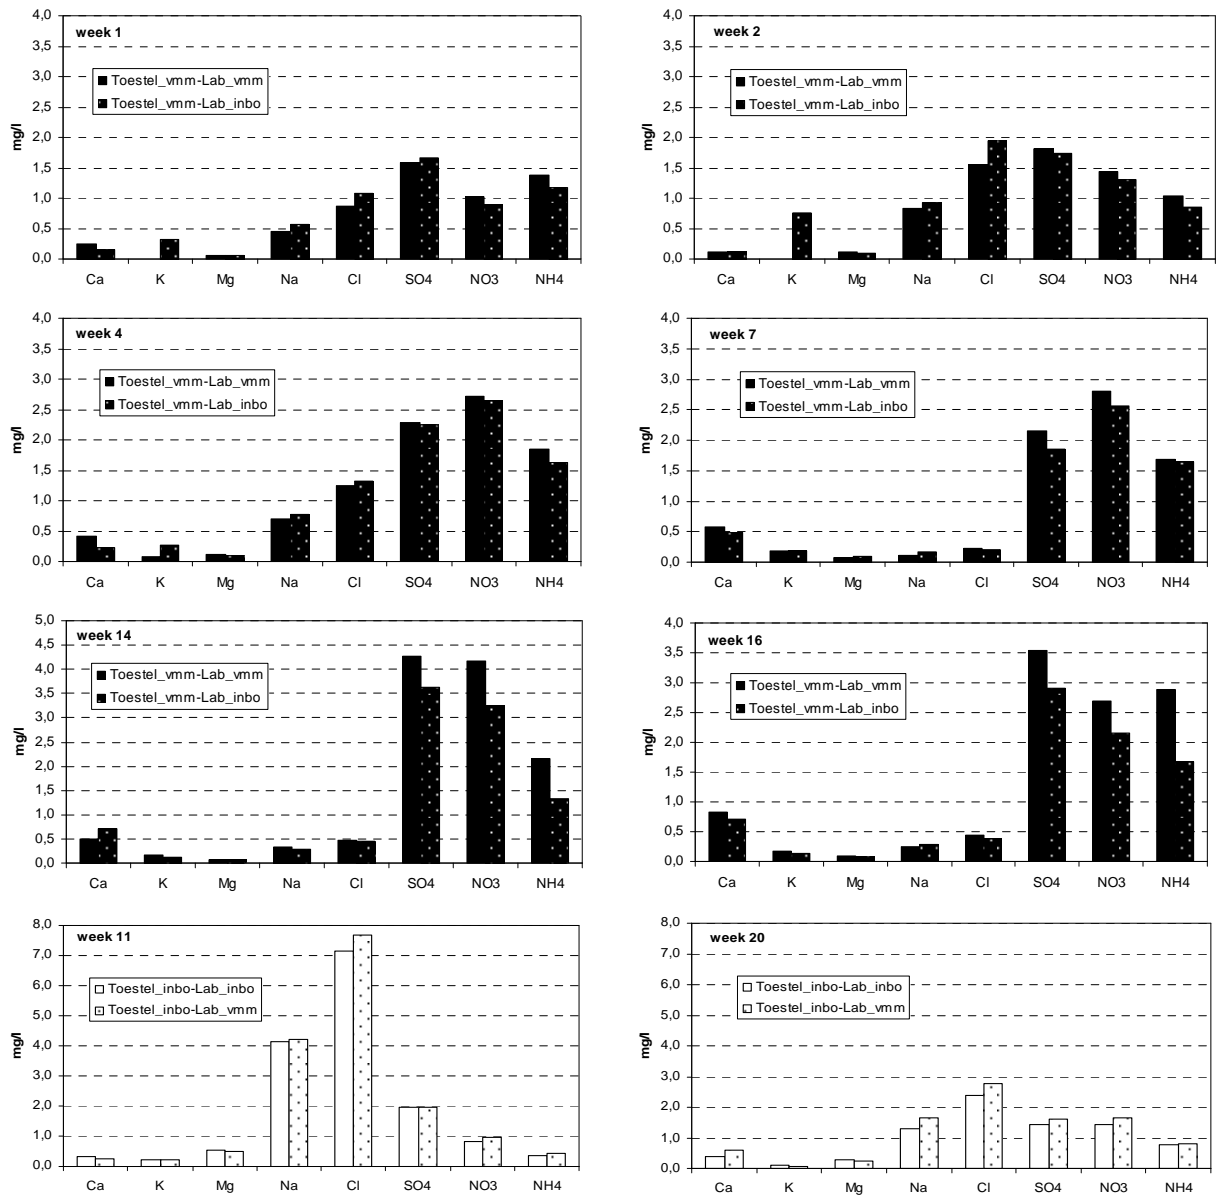 week 1
Toestel_vmm-Lab_vmm
Toestel_vmm-Lab_inbo
mg/l
4,0
3,5
3,0
2,5
2,0
1,5
1,0
0,5
0,0
Ca K Mg Na Cl SO4 NO3 NH4
week 2
Toestel_vmm-Lab_vmm
Toestel_vmm-Lab_inbo
mg/l
4,0
3,5
3,0
2,5
2,0
1,5
1,0
0,5
0,0
Ca K Mg Na Cl SO4 NO3 NH4
week 4
Toestel_vmm-Lab_vmm
Toestel_vmm-Lab_inbo
mg/l
4,0
3,5
3,0
2,5
2,0
1,5
1,0
0,5
0,0
Ca K Mg Na Cl SO4 NO3 NH4
week 7
Toestel_vmm-Lab_vmm
Toestel_vmm-Lab_inbo
mg/l
4,0
3,5
3,0
2,5
2,0
1,5
1,0
0,5
0,0
Ca K Mg Na Cl SO4 NO3 NH4
week 14
Toestel_vmm-Lab_vmm
Toestel_vmm-Lab_inbo
mg/l
5,0
4,5
4,0
3,5
3,0
2,5
2,0
1,5
1,0
0,5
0,0
Ca K Mg Na Cl SO4 NO3 NH4
week 16
Toestel_vmm-Lab_vmm
Toestel_vmm-Lab_inbo
mg/l
4,0
3,5
3,0
2,5
2,0
1,5
1,0
0,5
0,0
Ca K Mg Na Cl SO4 NO3 NH4
week 11
Toestel_inbo-Lab_inbo
Toestel_inbo-Lab_vmm
mg/l
8,0
7,0
6,0
5,0
4,0
3,0
2,0
1,0
0,0
Ca K Mg Na Cl SO4 NO3 NH4
week 20
Toestel_inbo-Lab_inbo
Toestel_inbo-Lab_vmm
mg/l
8,0
7,0
6,0
5,0
4,0
3,0
2,0
1,0
0,0
Ca K Mg Na Cl SO4 NO3 NH4